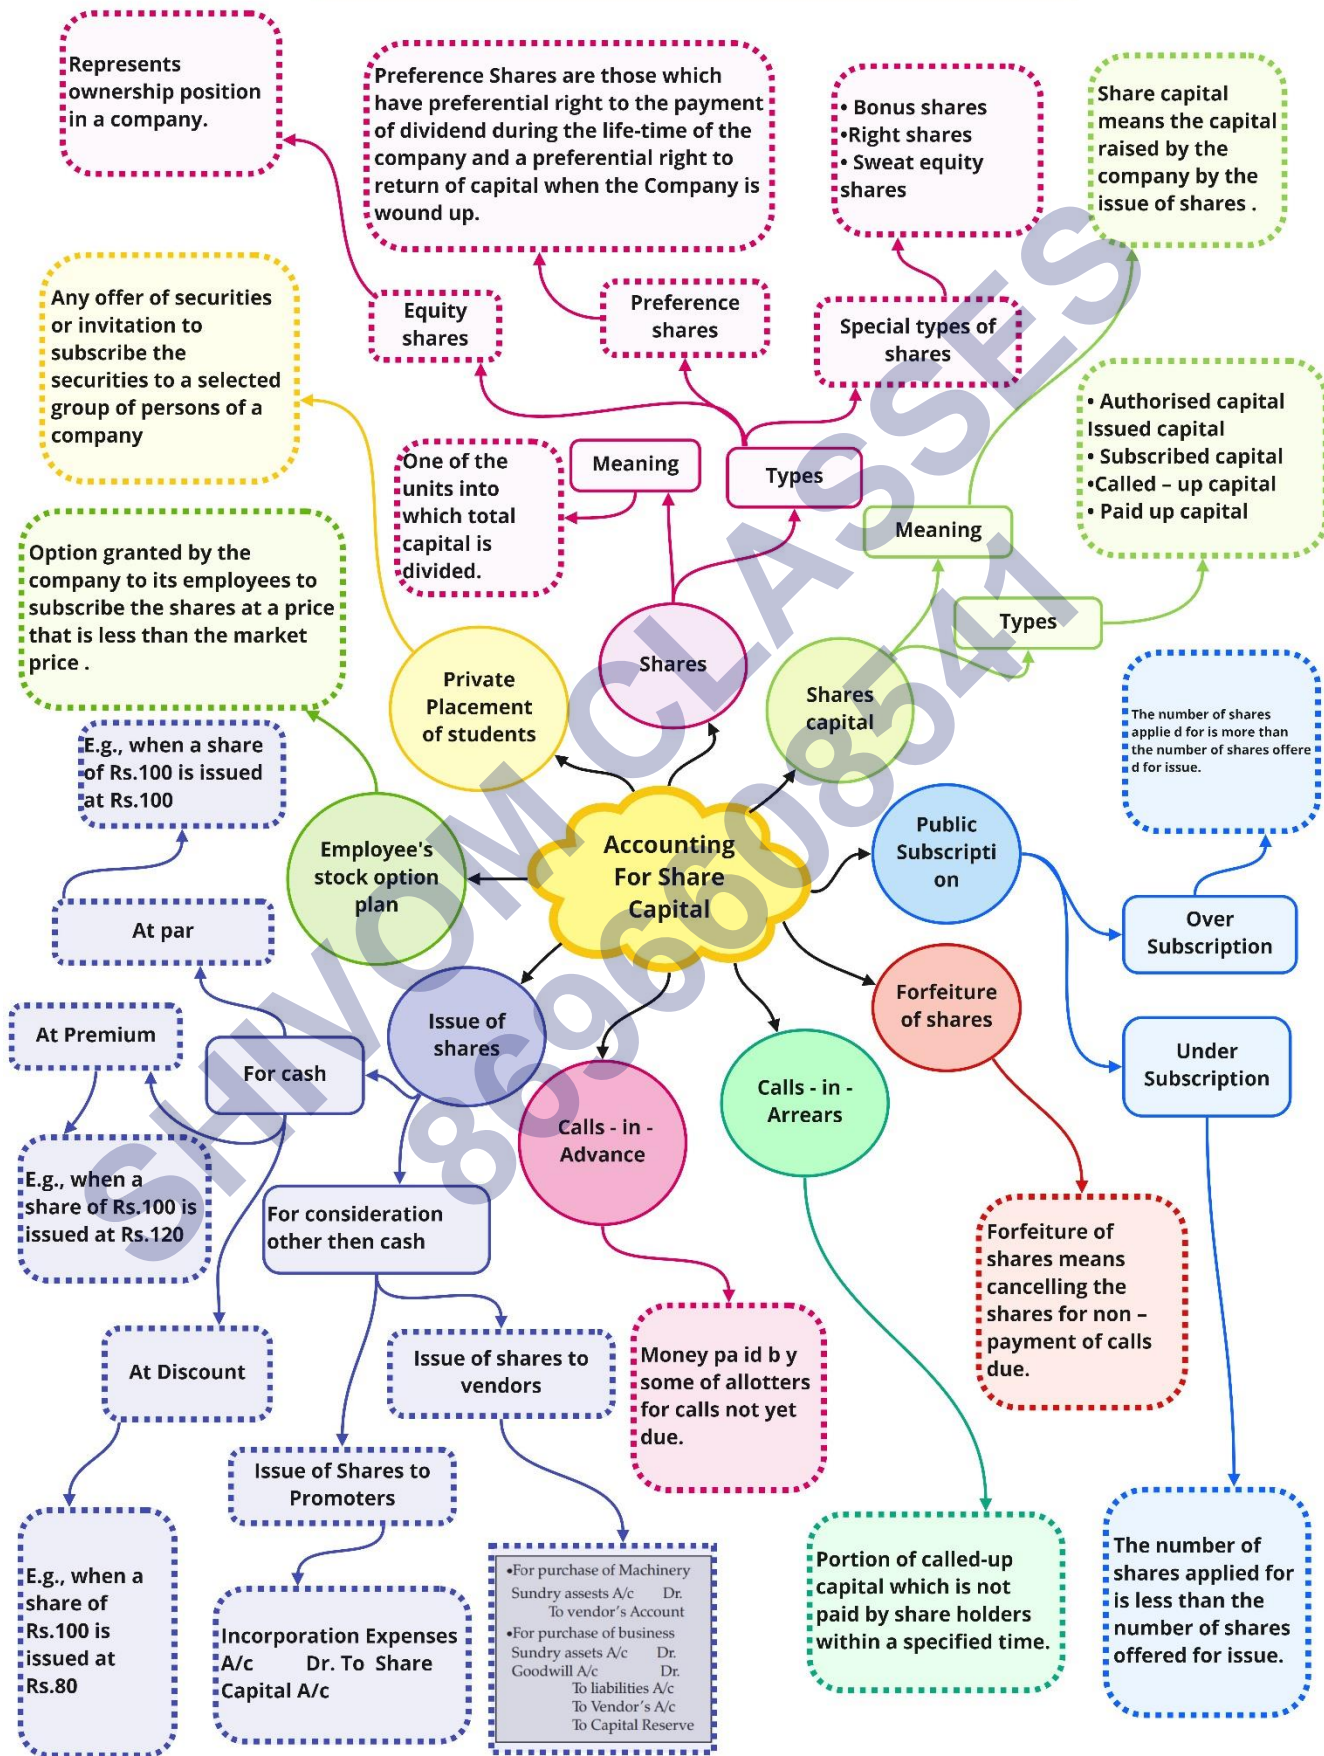 Represents
ownership position
in a company.
Preference Shares are those which
have preferential right to the payment
of dividend during the life-time of the
company and a preferential right to
return of capital when the Company is
wound up.
• Bonus shares
•Right shares
• Sweat equity
shares
Share capital
means the capital
raised by the
company by the
issue of shares .
Any offer of securities
or invitation to
subscribe the
securities to a selected
group of persons of a
company
Equity
shares
Preference
shares
Special types of
shares
• Authorised capital
Issued capital
• Subscribed capital
•Called – up capital
• Paid up capital
One of the
units into
which total
capital is
divided.
Meaning
Types
Meaning
Types
Option granted by the
company to its employees to
subscribe the shares at a price
that is less than the market
price .
Private
Placement
of students
Shares
Shares
capital
The number of shares
applie d for is more than
the number of shares offere
d for issue.
E.g., when a share
of Rs.100 is issued
at Rs.100
Employee's
stock option
plan
Accounting
For Share
Capital
Public
Subscripti
on
At par
Over
Subscription
At Premium
For cash
Issue of
shares
Forfeiture
of shares
Under
Subscription
Calls - in -
Advance
Calls - in -
Arrears
E.g., when a
share of Rs.100 is
issued at Rs.120
For consideration
other then cash
Forfeiture of
shares means
cancelling the
shares for non –
payment of calls
due.
At Discount
Issue of shares to
vendors
Money pa id b y
some of allotters
for calls not yet
due.
Issue of Shares to
Promoters
E.g., when a
share of
Rs.100 is
issued at
Rs.80
Incorporation Expenses
A/c Dr. To Share
Capital A/c
•For purchase of Machinery
Sundry assests A/c Dr.
To vendor's Account
•For purchase of business
Sundry assets A/c Dr.
Goodwill A/c Dr.
To liabilities A/c
To Vendor's A/c
To Capital Reserve
Portion of called-up
capital which is not
paid by share holders
within a specified time.
The number of
shares applied for
is less than the
number of shares
offered for issue.
SHIVOM CLASSES
8696608541